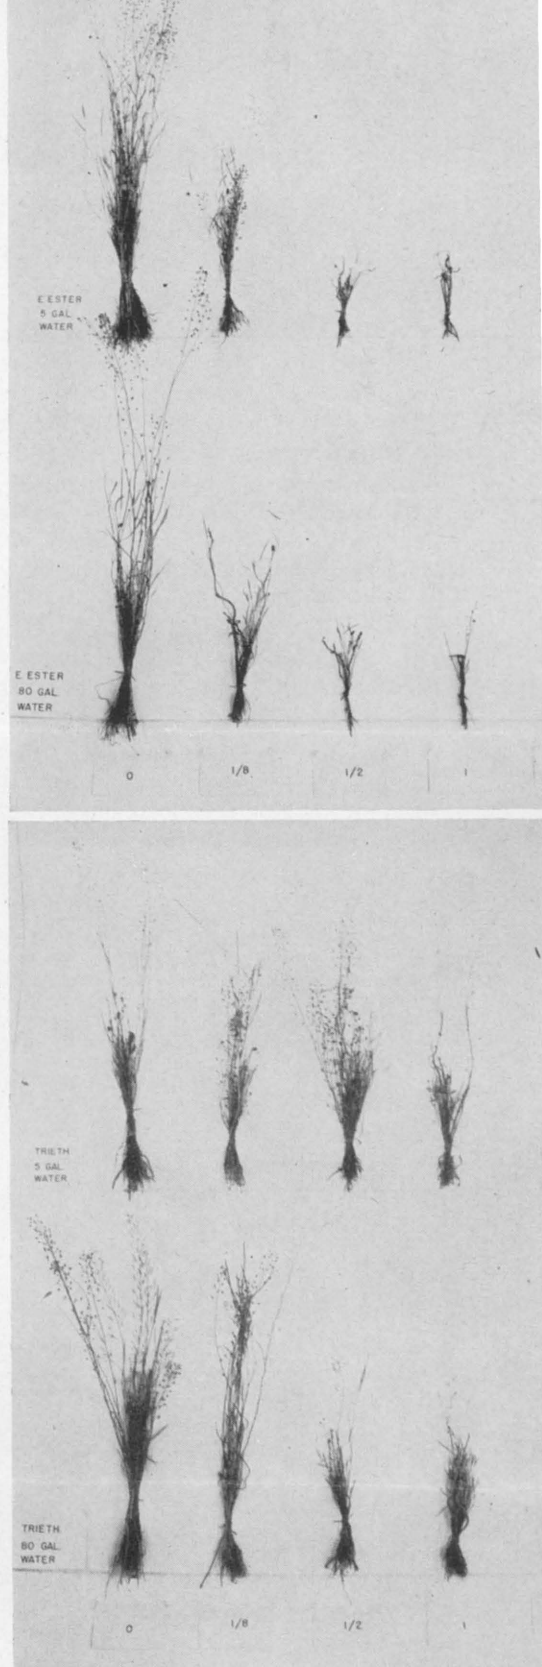 E ESTER
5 GAL
WATER
E. ESTER
80 GAL.
WATER
0 1/8 1/2 1
TRIETH
5 GAL.
WATER
TRIETH.
80 GAL.
WATER
0 1/8 1/2 1